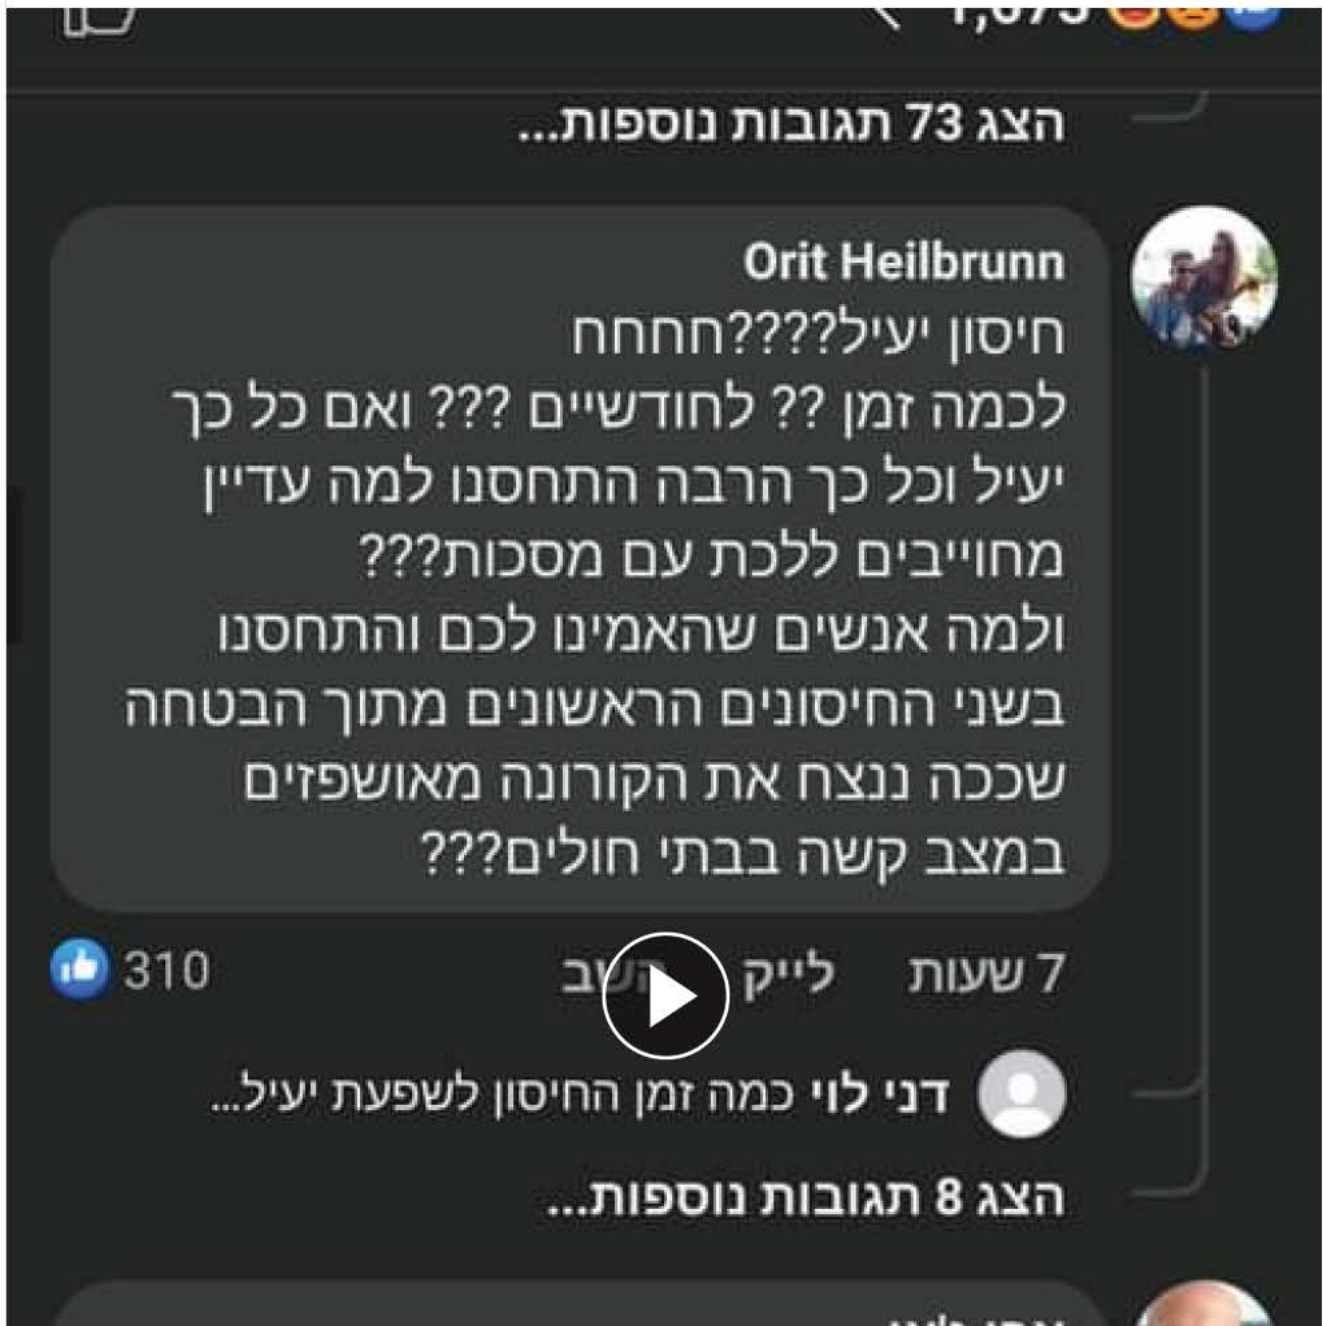 הצג 73 תגובות נוספות...
Orit Heilbrunn
חיסון יעיל????חחחח
לכמה זמן ?? לחודשיים ??? ואם כל כך
יעיל וכל כך הרבה התחסנו למה עדיין
מחוייבים ללכת עם מסכות???
ולמה אנשים שהאמינו לכם והתחסנו
בשני החיסונים הראשונים מתוך הבטחה
שככה ננצח את הקורונה מאושפזים
במצב קשה בבתי חולים???
7 שעות לייק השב 310
דני לוי כמה זמן החיסון לשפעת יעיל...
הצג 8 תגובות נוספות...